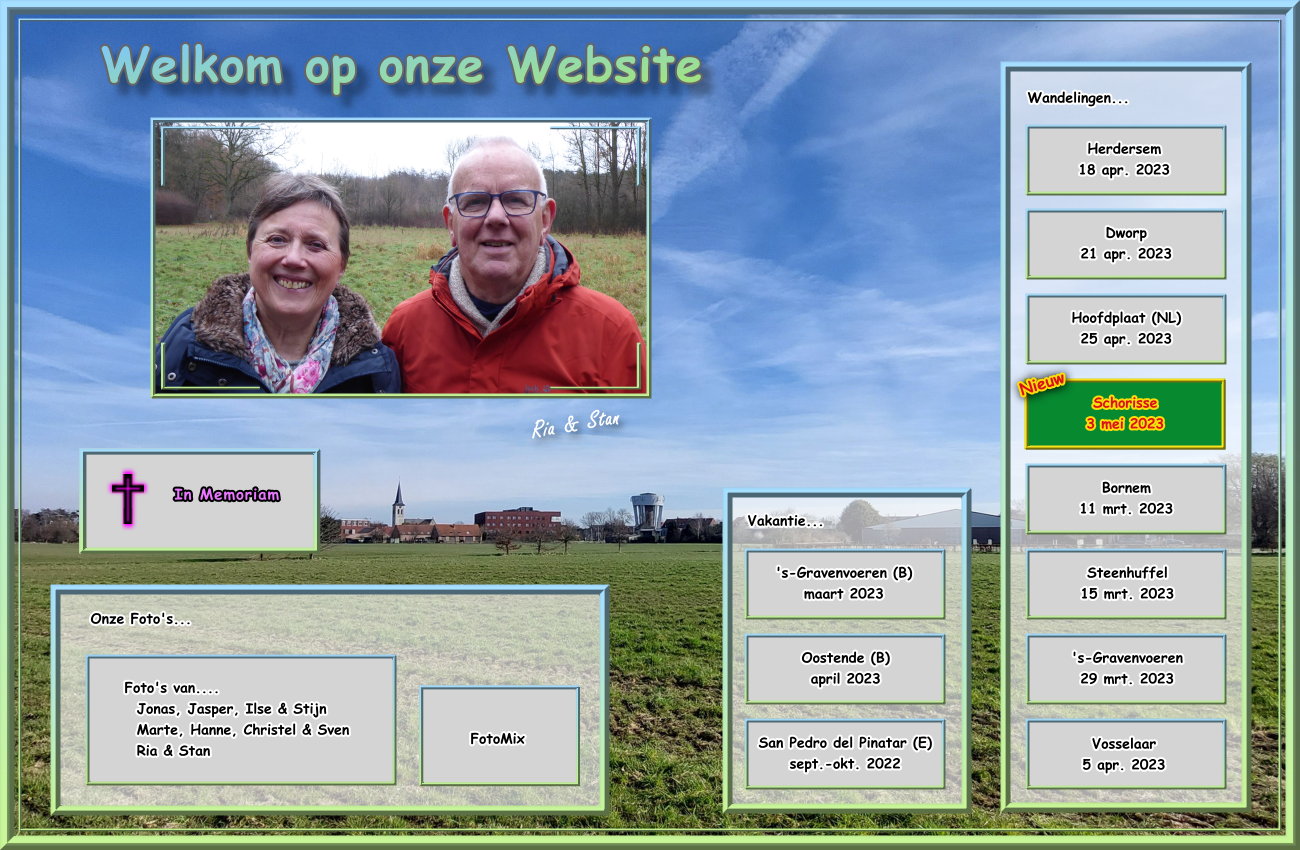 Welkom op onze Website
Ria & Stan
In Memoriam
Onze Foto's...
Foto's van....
Jonas, Jasper, Ilse & Stijn
Marte, Hanne, Christel & Sven
Ria & Stan
FotoMix
Vakantie...
's-Gravenvoeren (B)
maart 2023
Oostende (B)
april 2023
San Pedro del Pinatar (E)
sept.-okt. 2022
Wandelingen...
Herdersem
18 apr. 2023
Dworp
21 apr. 2023
Hoofdplaat (NL)
25 apr. 2023
Nieuw
Schorisse
3 mei 2023
Bornem
11 mrt. 2023
Steenhuffel
15 mrt. 2023
's-Gravenvoeren
29 mrt. 2023
Vosselaar
5 apr. 2023